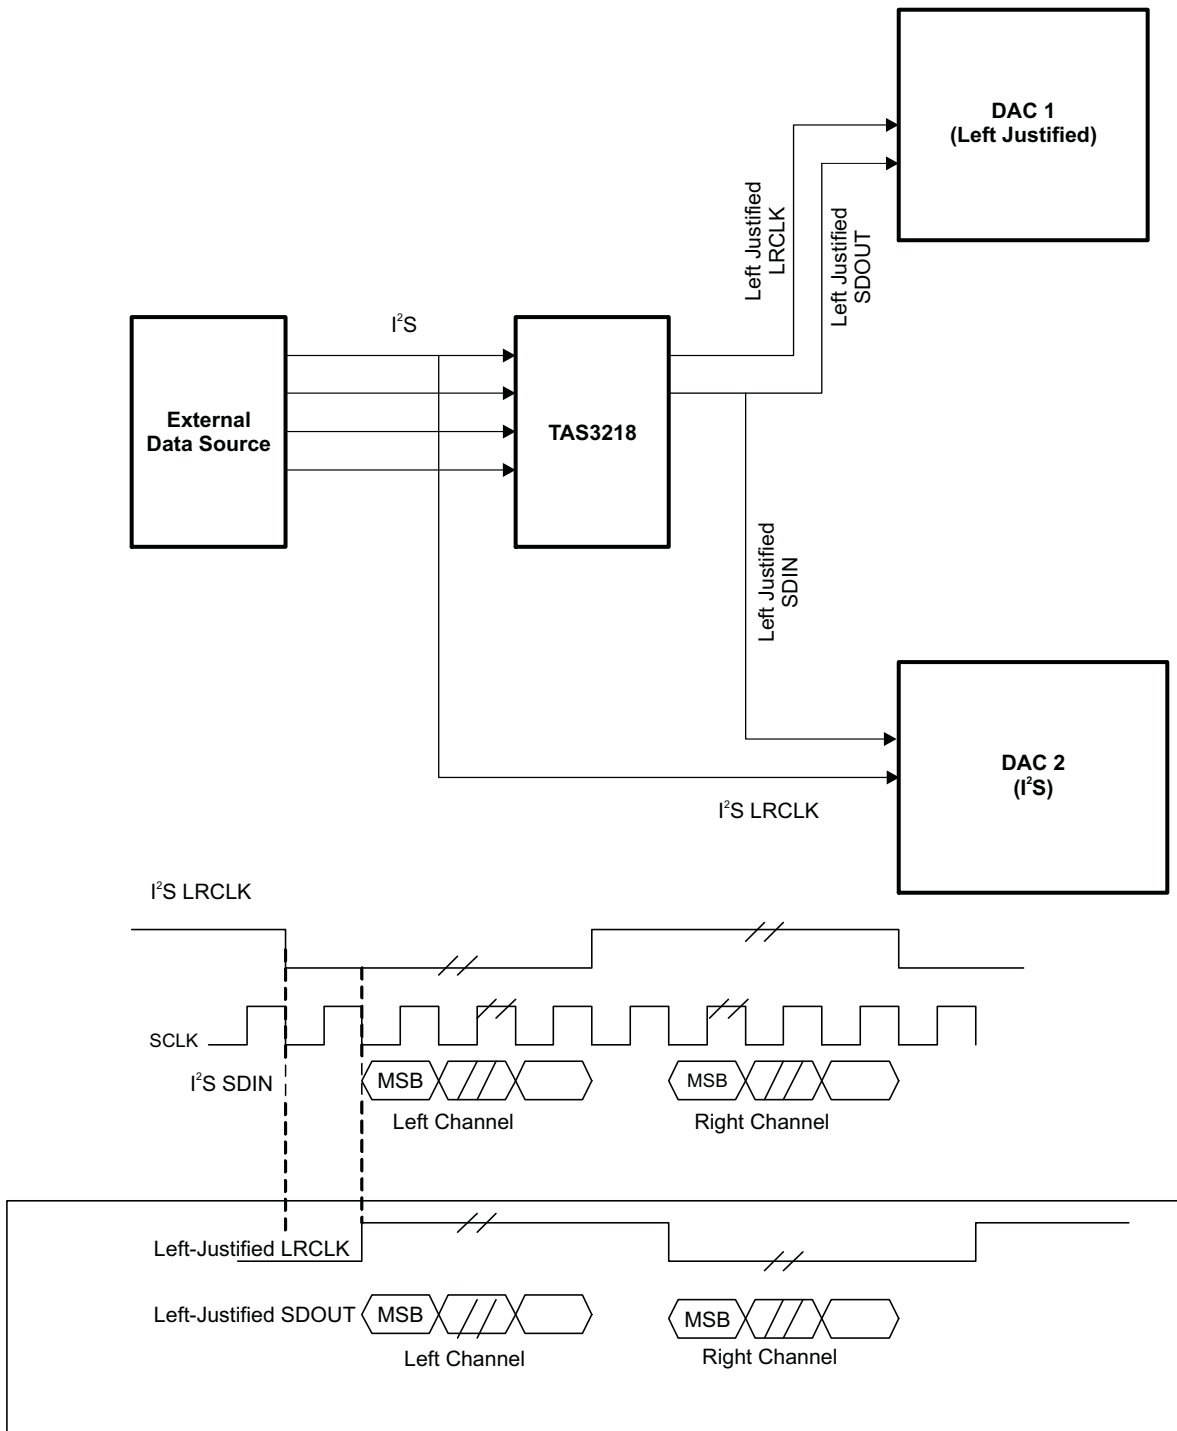 DAC 1
(Left Justified)
Left Justified
LRCLK
Left Justified
SDOUT
I²S
External
Data Source
TAS3218
Left Justified
SDIN
DAC 2
(I²S)
I²S LRCLK
I²S LRCLK
SCLK
I²S SDIN
MSB
MSB
Left Channel
Right Channel
Left-Justified LRCLK
Left-Justified SDOUT
MSB
MSB
Left Channel
Right Channel